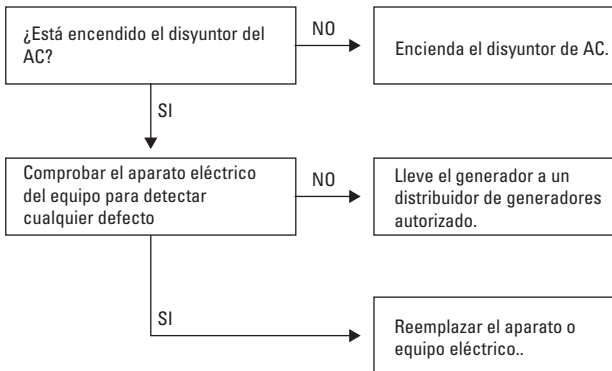 ¿Está encendido el disyuntor del
AC?
NO
Encienda el disyuntor de AC.
SI
Comprobar el aparato eléctrico
del equipo para detectar
cualquier defecto
NO
Lleve el generador a un
distribuidor de generadores
autorizado.
SI
Reemplazar el aparato o
equipo eléctrico..